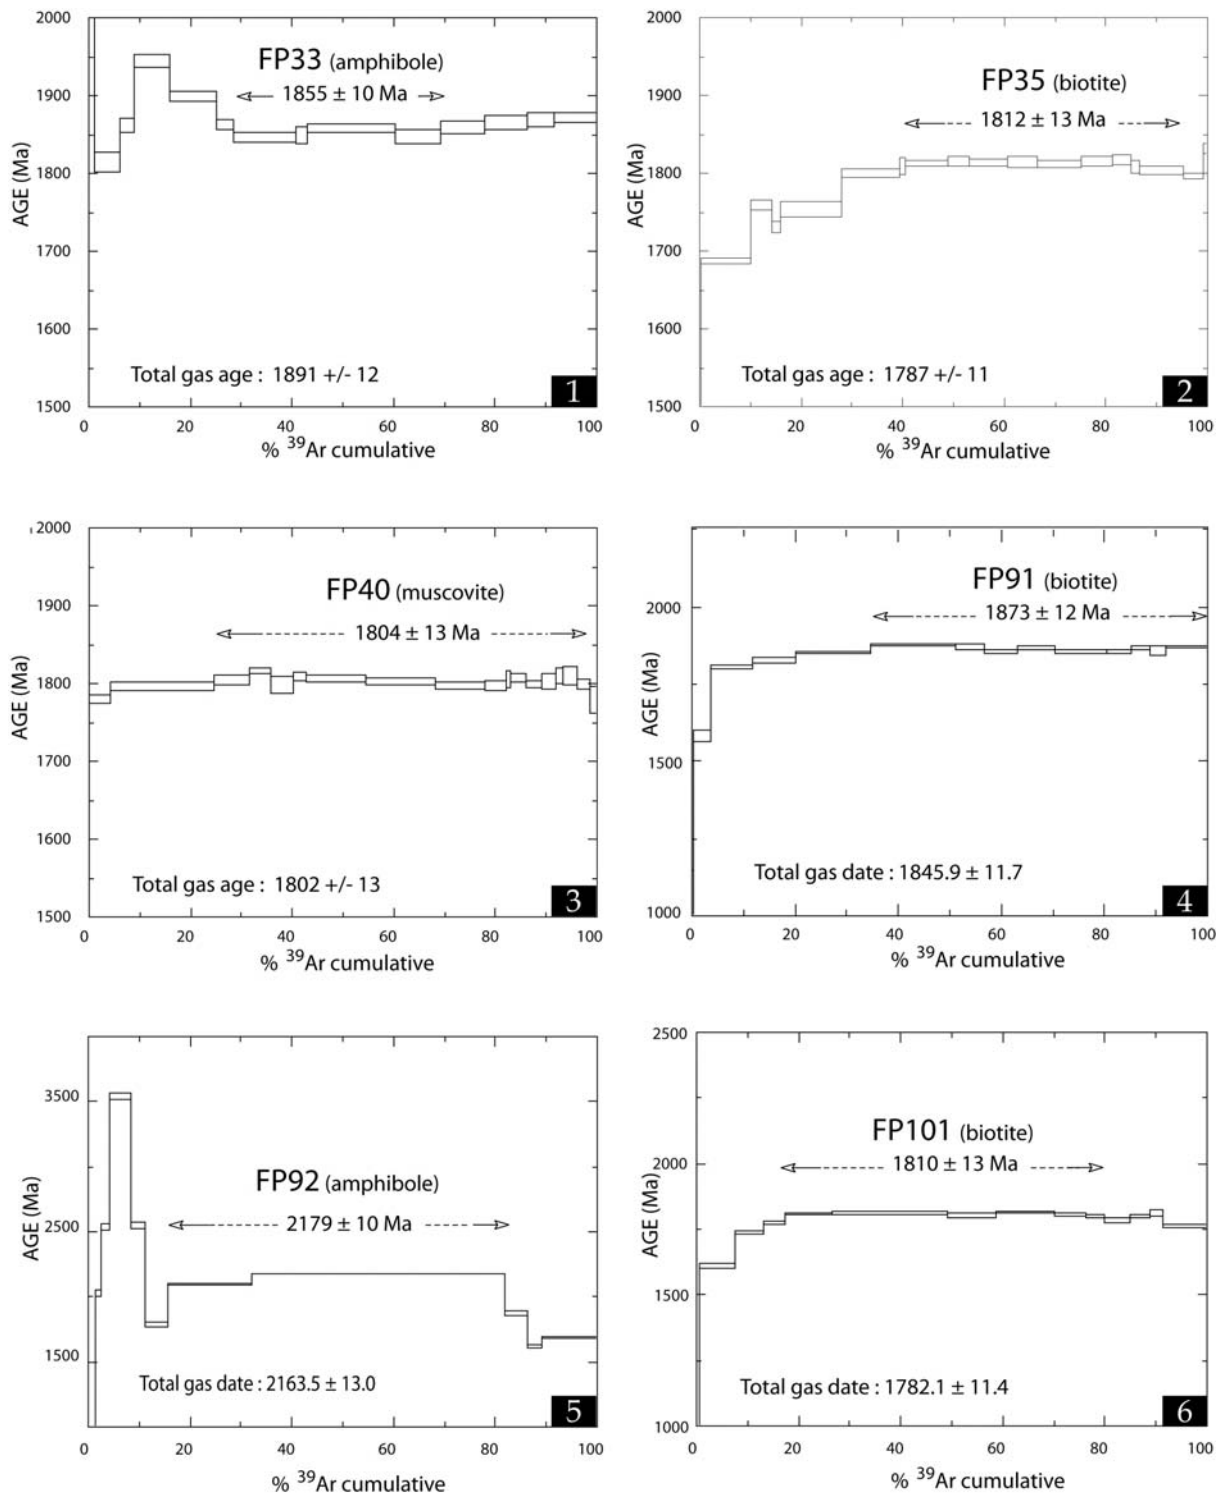 2000
1900
1800
1700
1600
1500
AGE (Ma)
FP33 (amphibole)
1855 ± 10 Ma
Total gas age : 1891 +/- 12
1
0 20 40 60 80 100
% ³⁹Ar cumulative
2000
1900
1800
1700
1600
1500
AGE (Ma)
FP35 (biotite)
1812 ± 13 Ma
Total gas age : 1787 +/- 11
2
0 20 40 60 80 100
% ³⁹Ar cumulative
2000
1900
1800
1700
1600
1500
AGE (Ma)
FP40 (muscovite)
1804 ± 13 Ma
Total gas age : 1802 +/- 13
3
0 20 40 60 80 100
% ³⁹Ar cumulative
2000
1500
1000
AGE (Ma)
FP91 (biotite)
1873 ± 12 Ma
Total gas date : 1845.9 ± 11.7
4
0 20 40 60 80 100
% ³⁹Ar cumulative
3500
2500
1500
AGE (Ma)
FP92 (amphibole)
2179 ± 10 Ma
Total gas date : 2163.5 ± 13.0
5
0 20 40 60 80 100
% ³⁹Ar cumulative
2500
2000
1500
1000
AGE (Ma)
FP101 (biotite)
1810 ± 13 Ma
Total gas date : 1782.1 ± 11.4
6
0 20 40 60 80 100
% ³⁹Ar cumulative